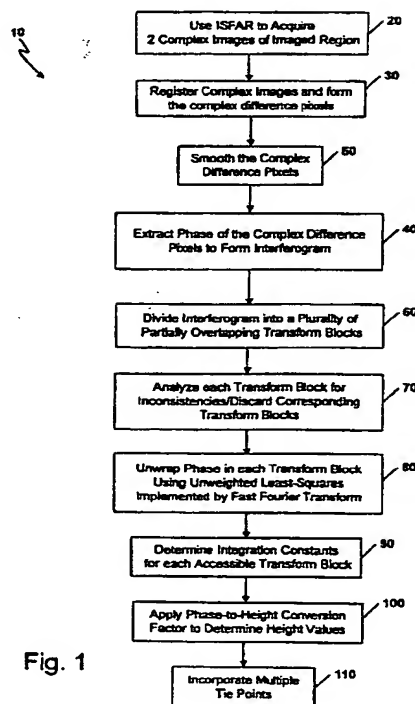 10
Use ISFAR to Acquire
2 Complex Images of Imaged Region
20
Register Complex Images and form
the complex difference pixels
30
Smooth the Complex
Difference Pixels
50
Extract Phase of the Complex Difference
Pixels to Form Interferogram
40
Divide Interferogram into a Plurality of
Partially Overlapping Transform Blocks
60
Analyze each Transform Block for
Inconsistencies/Discard Corresponding
Transform Blocks
70
Unwrap Phase in each Transform Block
Using Unweighted Least-Squares
Implemented by Fast Fourier Transform
80
Determine Integration Constants
for each Accessible Transform Block
90
Apply Phase-to-Height Conversion
Factor to Determine Height Values
100
Incorporate Multiple
Tie Points
110
Fig. 1